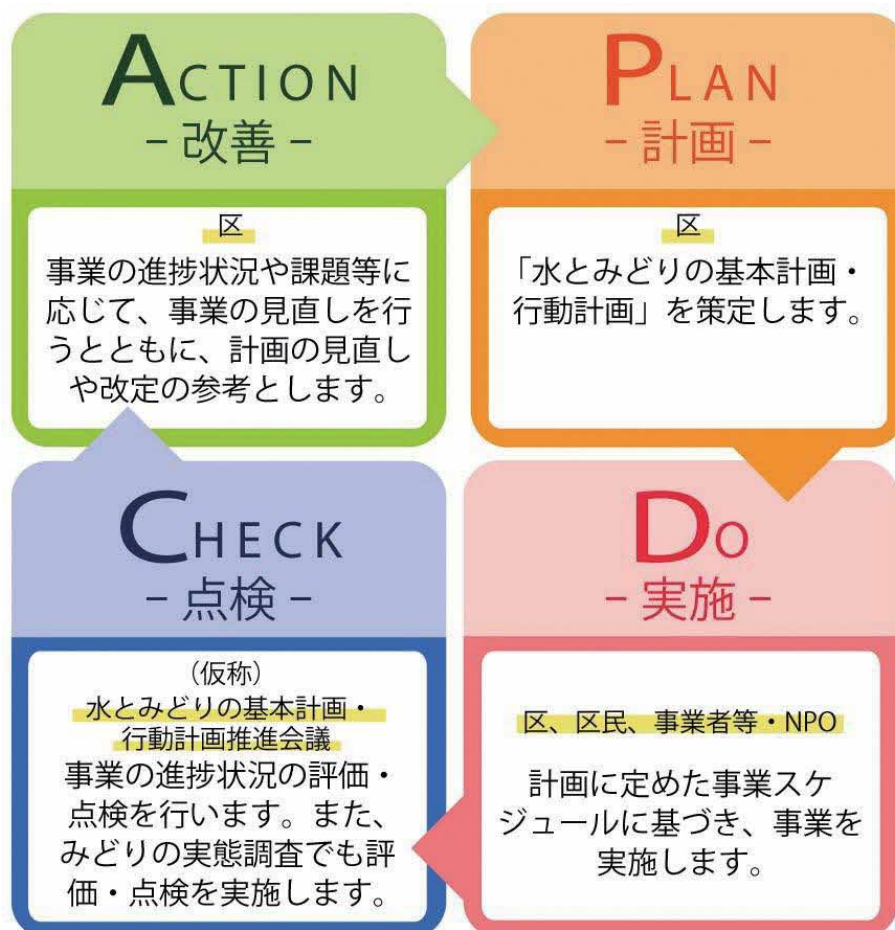 ACTION
– 改善 –
区
事業の進捗状況や課題等に
応じて、事業の見直しを行
うとともに、計画の見直し
や改定の参考とします。
PLAN
– 計画 –
区
「水とみどりの基本計画・
行動計画」を策定します。
CHECK
– 点検 –
（仮称）
水とみどりの基本計画・
行動計画推進会議
事業の進捗状況の評価・
点検を行います。また、
みどりの実態調査でも評
価・点検を実施します。
DO
– 実施 –
区、区民、事業者等・NPO
計画に定めた事業スケ
ジュールに基づき、事業を
実施します。